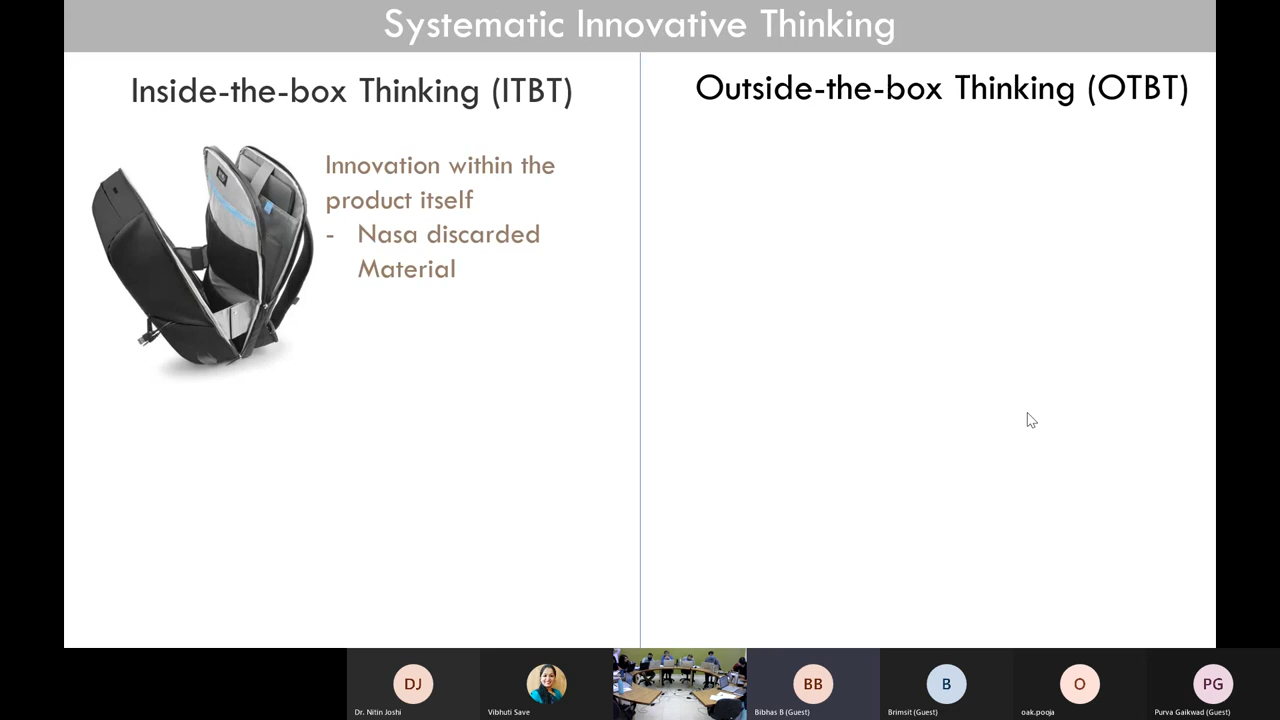 Systematic Innovative Thinking
Inside-the-box Thinking (ITBT)
Innovation within the
product itself
- Nasa discarded
Material
Outside-the-box Thinking (OTBT)
DJ
Dr. Nitin Joshi
Vibhuti Save
BB
Bibhas B (Guest)
B
Brimsit (Guest)
O
oak.pooja
PG
Purva Gaikwad (Guest)